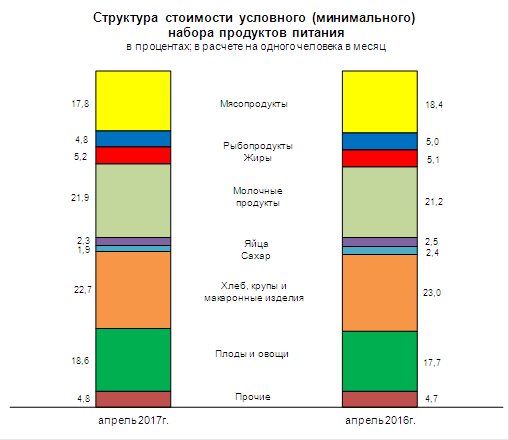 Структура стоимости условного (минимального)
набора продуктов питания
в процентах; в расчете на одного человека в месяц
17,8 Мясопродукты 18,4
4,8 Рыбопродукты 5,0
5,2 Жиры 5,1
21,9 Молочные 21,2
продукты
2,3 Яйца 2,5
1,9 Сахар 2,4
22,7 Хлеб, крупы и 23,0
макаронные изделия
18,6 Плоды и овощи 17,7
4,8 Прочие 4,7
апрель2017г. апрель2016г.